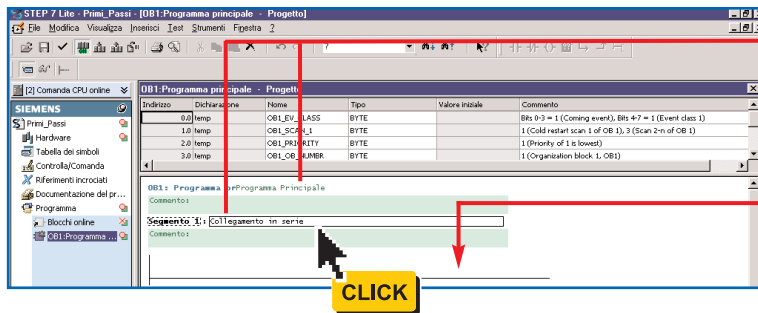 STEP 7 Lite - Primi_Passi - [OB1:Programma principale - Progetto]
File Modifica Visualizza Inserisci Test Strumenti Finestra ?
?
[2] Comanda CPU online
OB1:Programma principale - Progetto
SIEMENS
Primi_Passi
Hardware
Tabella dei simboli
Controlla/Comanda
Riferimenti incrociati
Documentazione del pr...
Programma
Blocchi online
OB1:Programma ...
Indirizzo Dichiarazione Nome Tipo Valore iniziale Commento
0.0 temp OB1_EV_CLASS BYTE Bits 0-3 = 1 (Coming event), Bits 4-7 = 1 (Event class 1)
1.0 temp OB1_SCAN_1 BYTE 1 (Cold restart scan 1 of OB 1), 3 (Scan 2-n of OB 1)
2.0 temp OB1_PRIORITY BYTE 1 (Priority of 1 is lowest)
3.0 temp OB1_OB_NUMBR BYTE 1 (Organization block 1, OB1)
OB1: Programma prProgramma Principale
Commento:
Segmento 1: Collegamento in serie
Commento:
CLICK